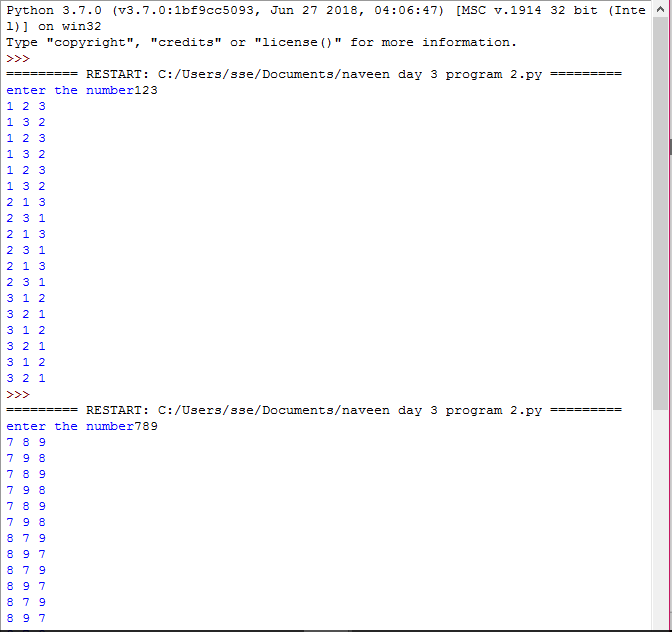 Python 3.7.0 (v3.7.0:1bf9cc5093, Jun 27 2018, 04:06:47) [MSC v.1914 32 bit (Inte
l)] on win32
Type "copyright", "credits" or "license()" for more information.
>>>
========= RESTART: C:/Users/sse/Documents/naveen day 3 program 2.py =========
enter the number123
1 2 3
1 3 2
1 2 3
1 3 2
1 2 3
1 3 2
2 1 3
2 3 1
2 1 3
2 3 1
2 1 3
2 3 1
3 1 2
3 2 1
3 1 2
3 2 1
3 1 2
3 2 1
>>>
========= RESTART: C:/Users/sse/Documents/naveen day 3 program 2.py =========
enter the number789
7 8 9
7 9 8
7 8 9
7 9 8
7 8 9
7 9 8
8 7 9
8 9 7
8 7 9
8 9 7
8 7 9
8 9 7